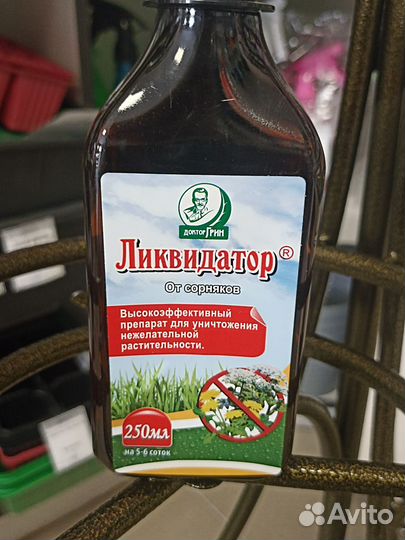 ДОКТОР ГРИН
Ликвидатор®
От сорняков
Высокоэффективный
препарат для уничтожения
нежелательной
растительности.
250мл
на 5-6 соток
Avito